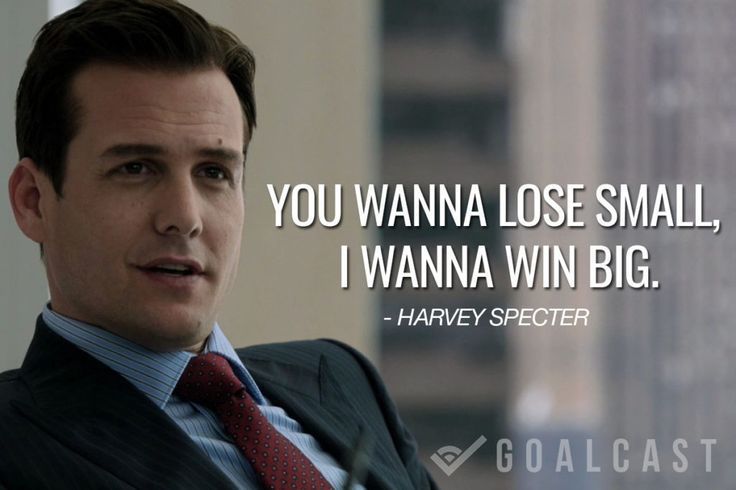 YOU WANNA LOSE SMALL,
I WANNA WIN BIG.
- HARVEY SPECTER
GOALCAST